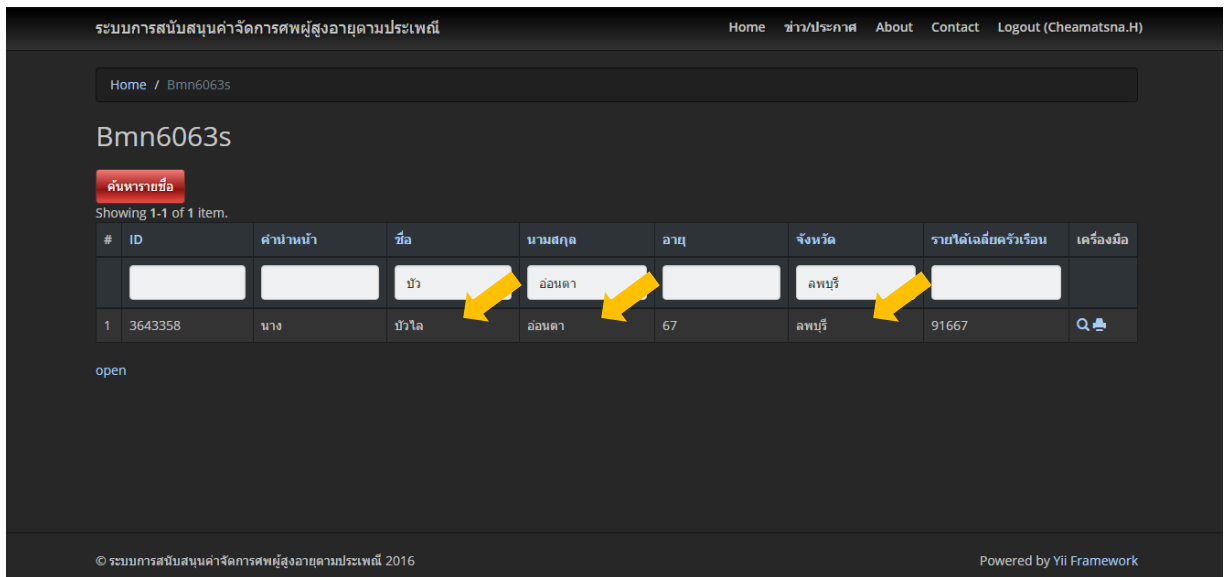 ระบบการสนับสนุนค่าจัดการศพผู้สูงอายุตามประเพณี Home ข่าว/ประกาศ About Contact Logout (Cheamatsna.H)
Home / Bmn6063s
Bmn6063s
ค้นหารายชื่อ
Showing 1-1 of 1 item.
# ID คำนำหน้า ชื่อ นามสกุล อายุ จังหวัด รายได้เฉลี่ยครัวเรือน เครื่องมือ
บัว อ่อนตา ลพบุรี
1 3643358 นาง บัวไล อ่อนตา 67 ลพบุรี 91667
open
© ระบบการสนับสนุนค่าจัดการศพผู้สูงอายุตามประเพณี 2016 Powered by Yii Framework